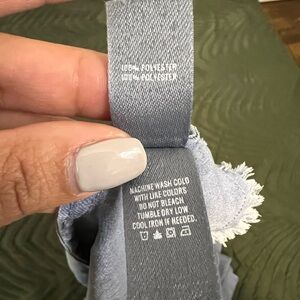 100% POLYESTER
100% POLYESTER
MACHINE WASH COLD
WITH LIKE COLORS
DO NOT BLEACH
TUMBLE DRY LOW
COOL IRON IF NEEDED.